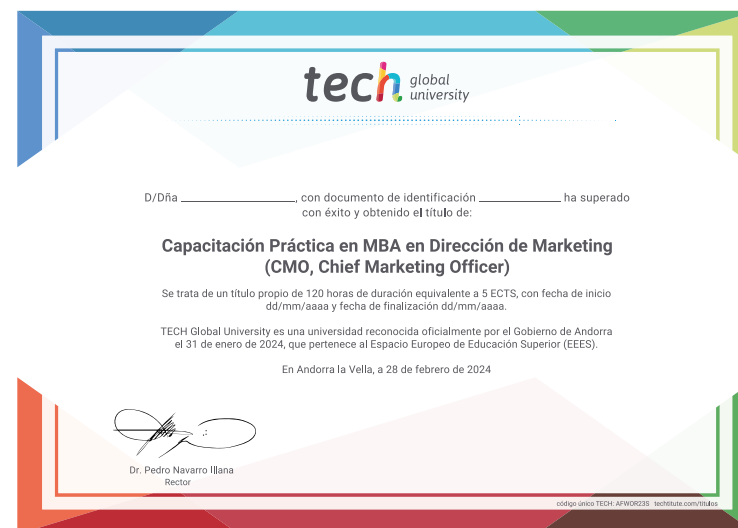 tech global university
D/Dña ____________, con documento de identificación ____________ ha superado
con éxito y obtenido el título de:
Capacitación Práctica en MBA en Dirección de Marketing
(CMO, Chief Marketing Officer)
Se trata de un título propio de 120 horas de duración equivalente a 5 ECTS, con fecha de inicio
dd/mm/aaaa y fecha de finalización dd/mm/aaaa.
TECH Global University es una universidad reconocida oficialmente por el Gobierno de Andorra
el 31 de enero de 2024, que pertenece al Espacio Europeo de Educación Superior (EEES).
En Andorra la Vella, a 28 de febrero de 2024
Dr. Pedro Navarro Illana
Rector
código único TECH: AFWOR23S techtitute.com/titulos